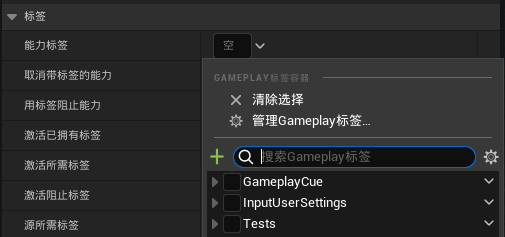 标签
能力标签
空
取消带标签的能力
GAMEPLAY标签容器
用标签阻止能力
清除选择
激活已拥有标签
管理Gameplay标签...
激活所需标签
搜索Gameplay标签
激活阻止标签
GameplayCue
InputUserSettings
源所需标签
Tests